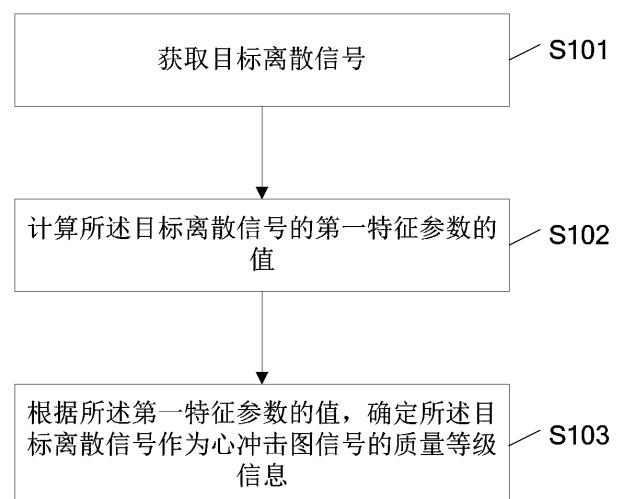 获取目标离散信号
S101
计算所述目标离散信号的第一特征参数的
值
S102
根据所述第一特征参数的值，确定所述目
标离散信号作为心冲击图信号的质量等级
信息
S103